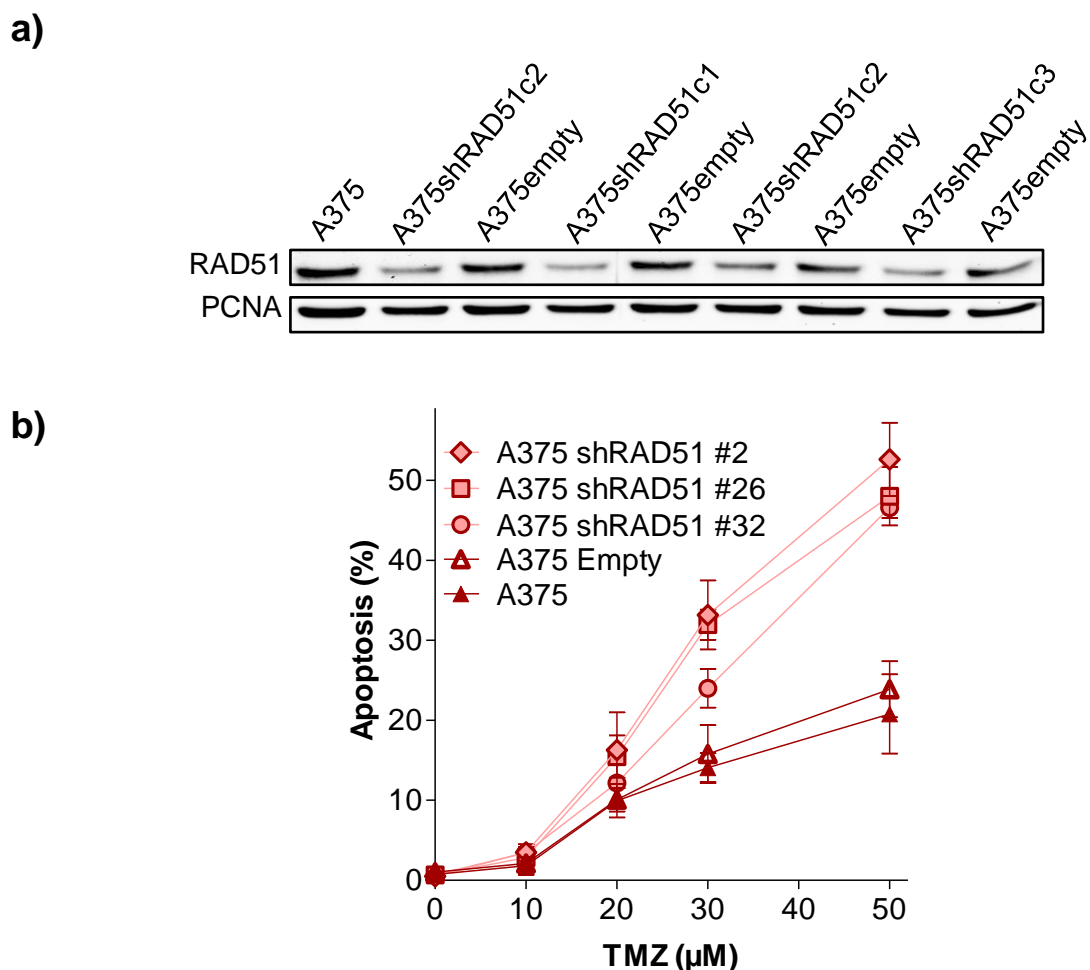 a)
A375
A375shRAD51c2
A375empty
A375shRAD51c1
A375empty
A375shRAD51c2
A375empty
A375shRAD51c3
A375empty
RAD51
PCNA
b)
A375 shRAD51 #2
A375 shRAD51 #26
A375 shRAD51 #32
A375 Empty
A375
Apoptosis (%)
50
40
30
20
10
0
0 10 20 30 40 50
TMZ (µM)